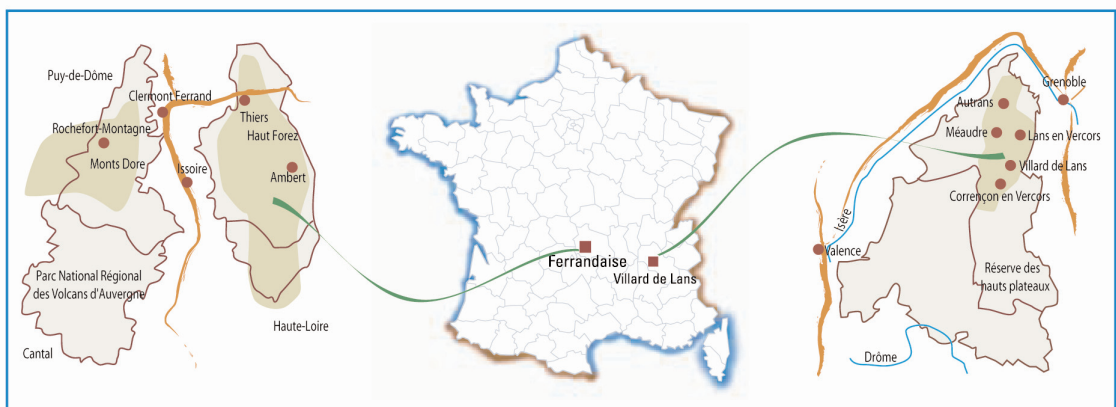 Puy-de-Dôme
Clermont Ferrand
Rochefort-Montagne
Monts Dore
Issoire
Thiers
Haut Forez
Ambert
Parc National Régional
des Volcans d'Auvergne
Haute-Loire
Cantal
Ferrandaise
Villard de Lans
Grenoble
Autrans
Méaudre
Lans en Vercors
Villard de Lans
Corrençon en Vercors
Isère
Valence
Réserve des
hauts plateaux
Drôme